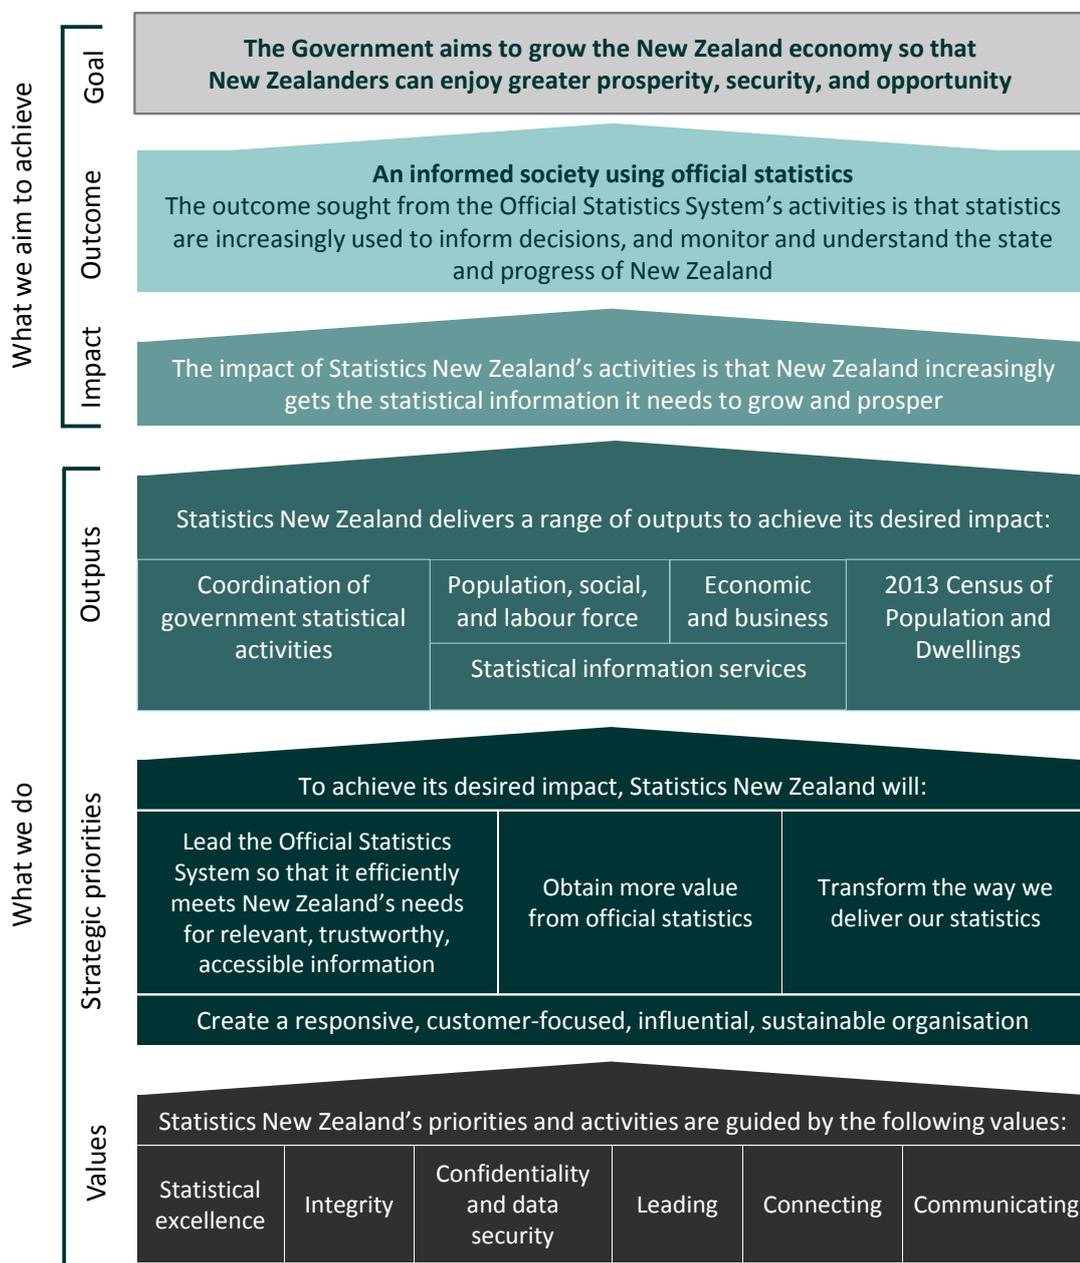 What we aim to achieve
Goal
The Government aims to grow the New Zealand economy so that
New Zealanders can enjoy greater prosperity, security, and opportunity
Outcome
An informed society using official statistics
The outcome sought from the Official Statistics System's activities is that statistics
are increasingly used to inform decisions, and monitor and understand the state
and progress of New Zealand
Impact
The impact of Statistics New Zealand's activities is that New Zealand increasingly
gets the statistical information it needs to grow and prosper
What we do
Outputs
Statistics New Zealand delivers a range of outputs to achieve its desired impact:
Coordination of
government statistical
activities
Population, social,
and labour force
Economic
and business
Statistical information services
2013 Census of
Population and
Dwellings
Strategic priorities
To achieve its desired impact, Statistics New Zealand will:
Lead the Official Statistics
System so that it efficiently
meets New Zealand's needs
for relevant, trustworthy,
accessible information
Obtain more value
from official statistics
Transform the way we
deliver our statistics
Create a responsive, customer-focused, influential, sustainable organisation
Values
Statistics New Zealand's priorities and activities are guided by the following values:
Statistical
excellence
Integrity
Confidentiality
and data
security
Leading
Connecting
Communicating